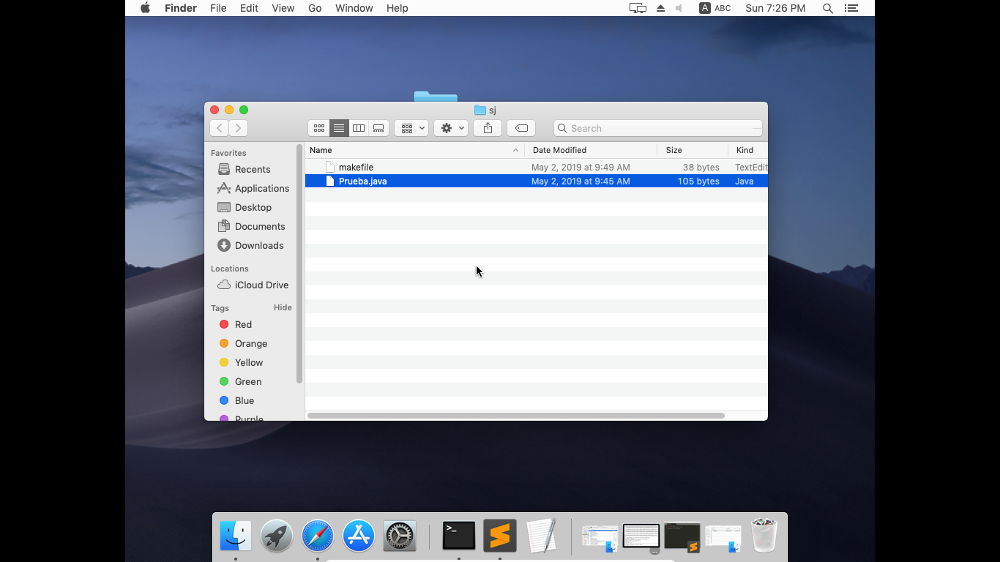 Finder File Edit View Go Window Help A ABC Sun 7:26 PM
sj
Search
Favorites
Recents
Applications
Desktop
Documents
Downloads
Locations
iCloud Drive
Tags Hide
Red
Orange
Yellow
Green
Blue
Purple
Name Date Modified Size Kind
makefile May 2, 2019 at 9:49 AM 38 bytes TextEdit
Prueba.java May 2, 2019 at 9:45 AM 105 bytes Java
>_